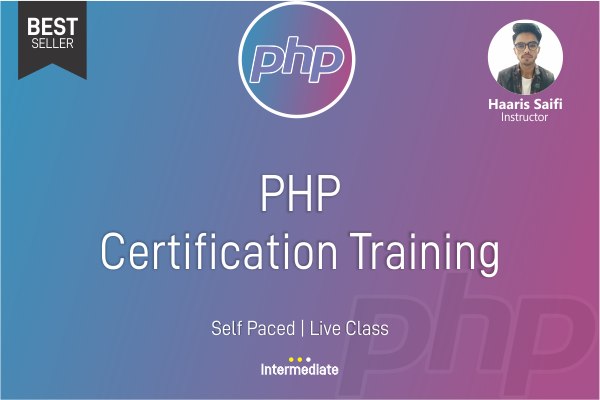 BEST
SELLER
php
Haaris Saifi
Instructor
PHP
Certification Training
php
Self Paced | Live Class
Intermediate